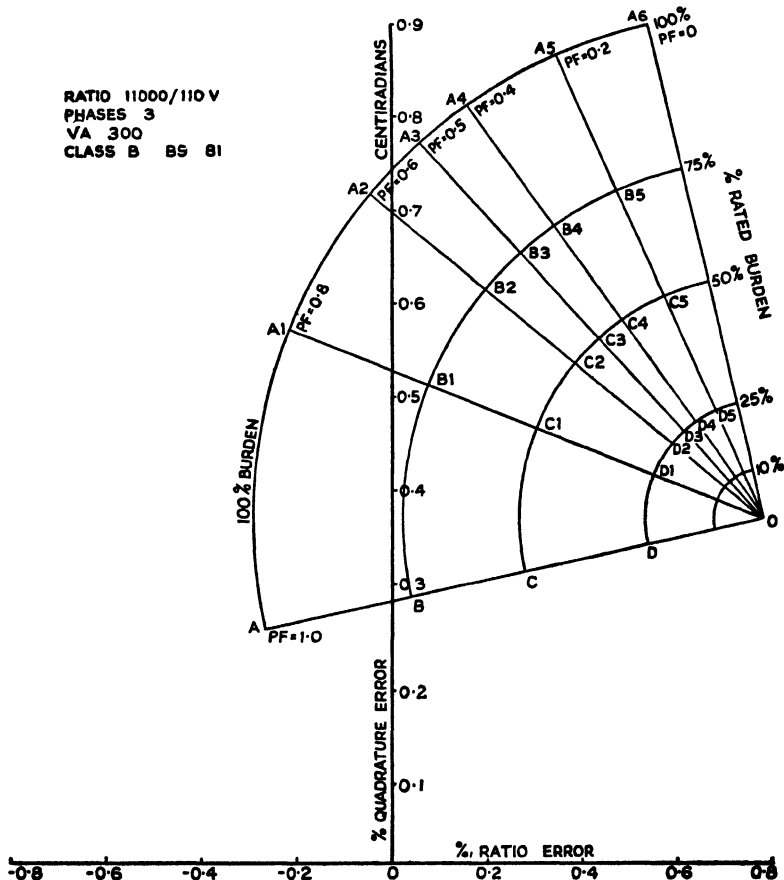 RATIO 11000/110 V
PHASES 3
VA 300
CLASS B BS 81
CENTIRADIANS
% QUADRATURE ERROR
0·9
0·8
0·7
0·6
0·5
0·4
0·3
0·2
0·1
A6
100%
PF=0
A5
PF=0·2
A4
PF=0·4
A3
PF=0·5
A2
PF=0·6
A1
PF=0·8
100% BURDEN
A
PF=1·0
75%
50%
25%
10%
% RATED BURDEN
B5
B4
B3
B2
B1
B
C5
C4
C3
C2
C1
C
D5
D4
D3
D2
D1
D
O
%, RATIO ERROR
-0·8 -0·6 -0·4 -0·2 0 0·2 0·4 0·6 0·8